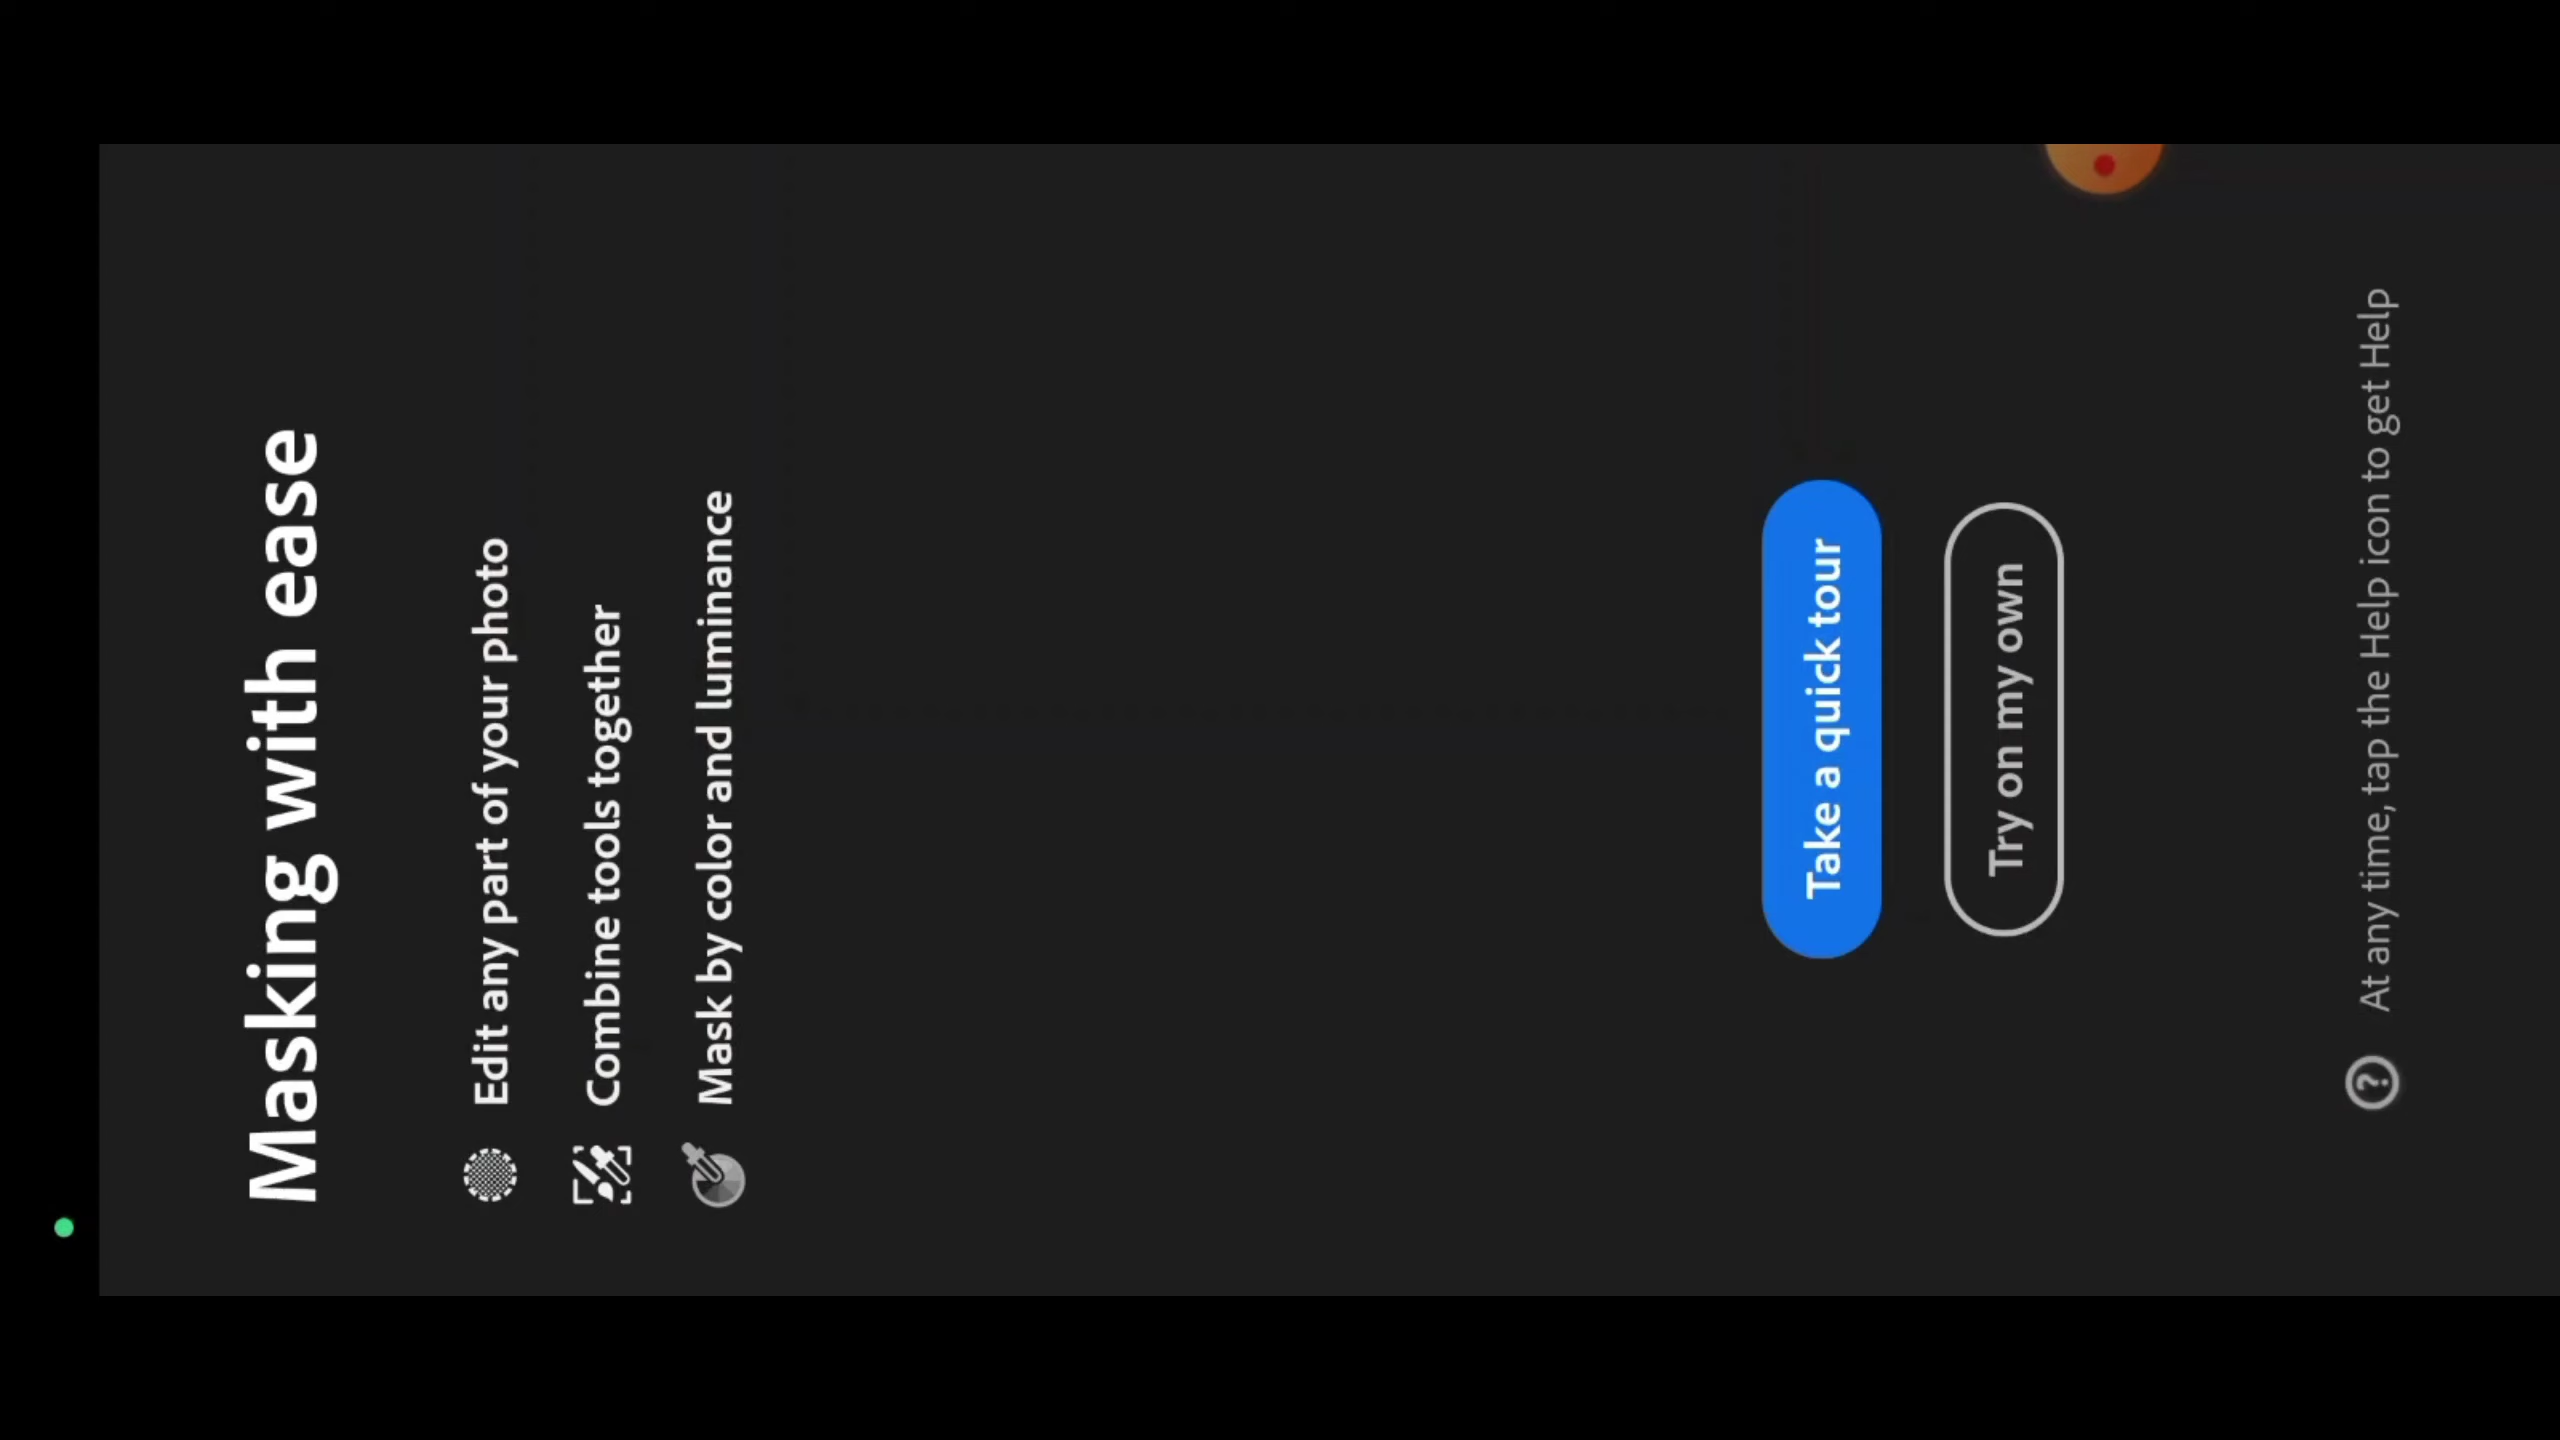 Masking with ease
Edit any part of your photo
Combine tools together
Mask by color and luminance
Take a quick tour
Try on my own
At any time, tap the Help icon to get Help